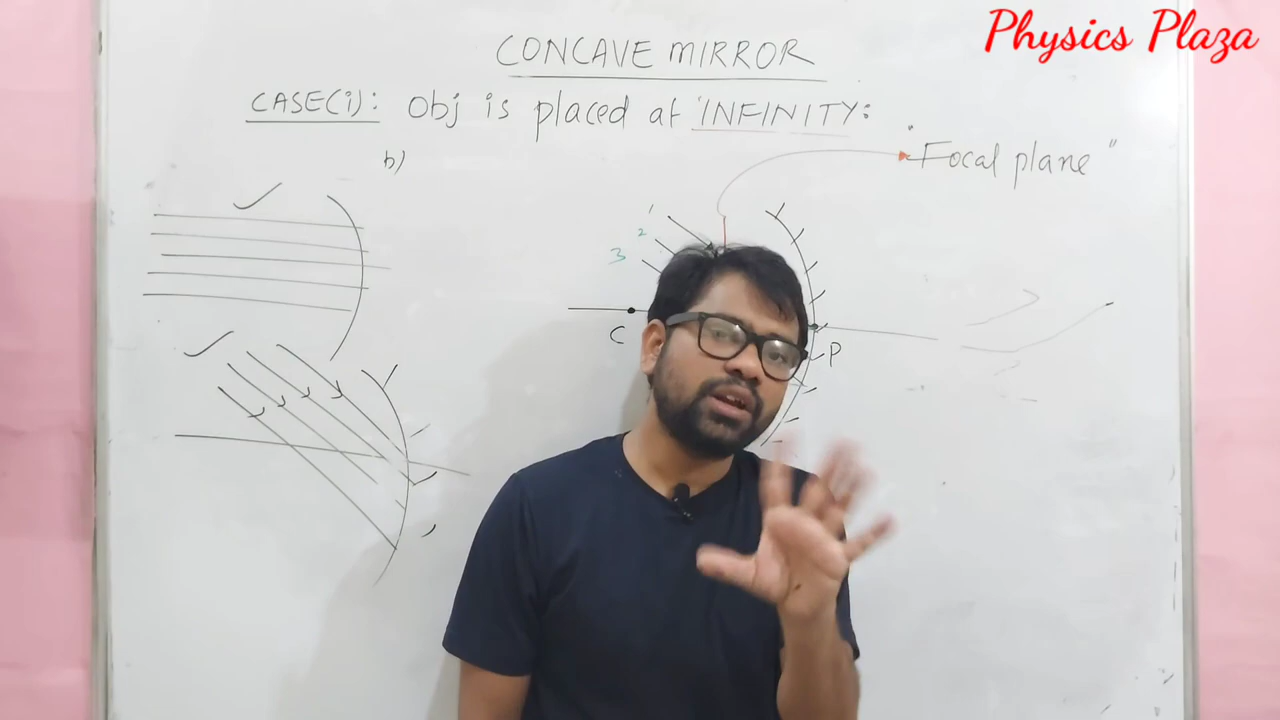 Physics Plaza
CONCAVE MIRROR
CASE(i): Obj is placed at "INFINITY:
b)
"Focal plane"
1
2
3
C
P